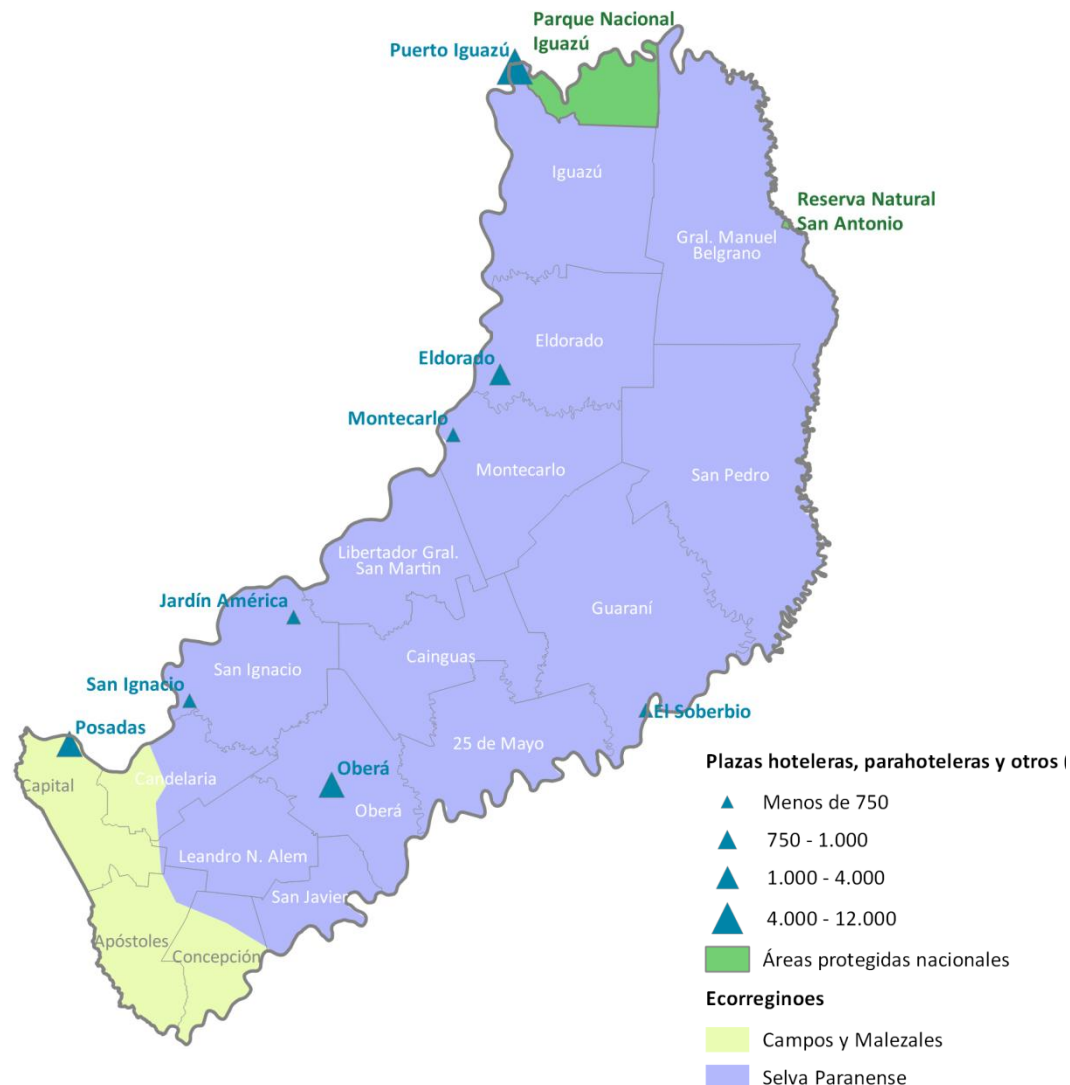 Parque Nacional
Iguazú
Puerto Iguazú
Iguazú
Reserva Natural
San Antonio
Gral. Manuel
Belgrano
Eldorado
Eldorado
Montecarlo
Montecarlo
San Pedro
Libertador Gral.
San Martin
Jardín América
Guaraní
Cainguas
San Ignacio
San Ignacio
El Soberbio
Posadas
25 de Mayo
Candelaria
Capital
Oberá
Oberá
Leandro N. Alem
San Javier
Apóstoles
Concepción
Plazas hoteleras, parahoteleras y otros (
Menos de 750
750 - 1.000
1.000 - 4.000
4.000 - 12.000
Áreas protegidas nacionales
Ecorreginoes
Campos y Malezales
Selva Paranense